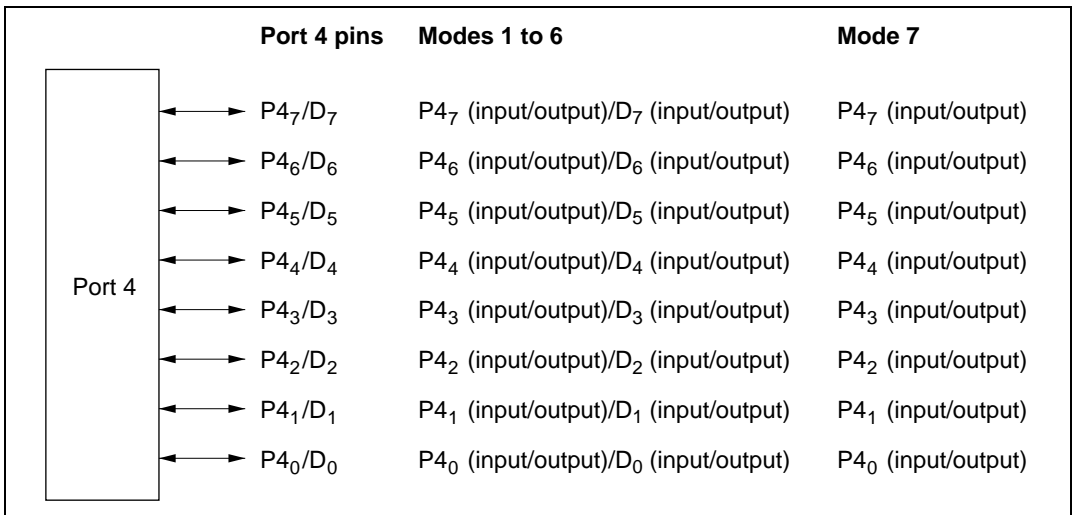 Port 4 pins Modes 1 to 6 Mode 7
P4₇/D₇ P4₇ (input/output)/D₇ (input/output) P4₇ (input/output)
P4₆/D₆ P4₆ (input/output)/D₆ (input/output) P4₆ (input/output)
P4₅/D₅ P4₅ (input/output)/D₅ (input/output) P4₅ (input/output)
P4₄/D₄ P4₄ (input/output)/D₄ (input/output) P4₄ (input/output)
Port 4
P4₃/D₃ P4₃ (input/output)/D₃ (input/output) P4₃ (input/output)
P4₂/D₂ P4₂ (input/output)/D₂ (input/output) P4₂ (input/output)
P4₁/D₁ P4₁ (input/output)/D₁ (input/output) P4₁ (input/output)
P4₀/D₀ P4₀ (input/output)/D₀ (input/output) P4₀ (input/output)